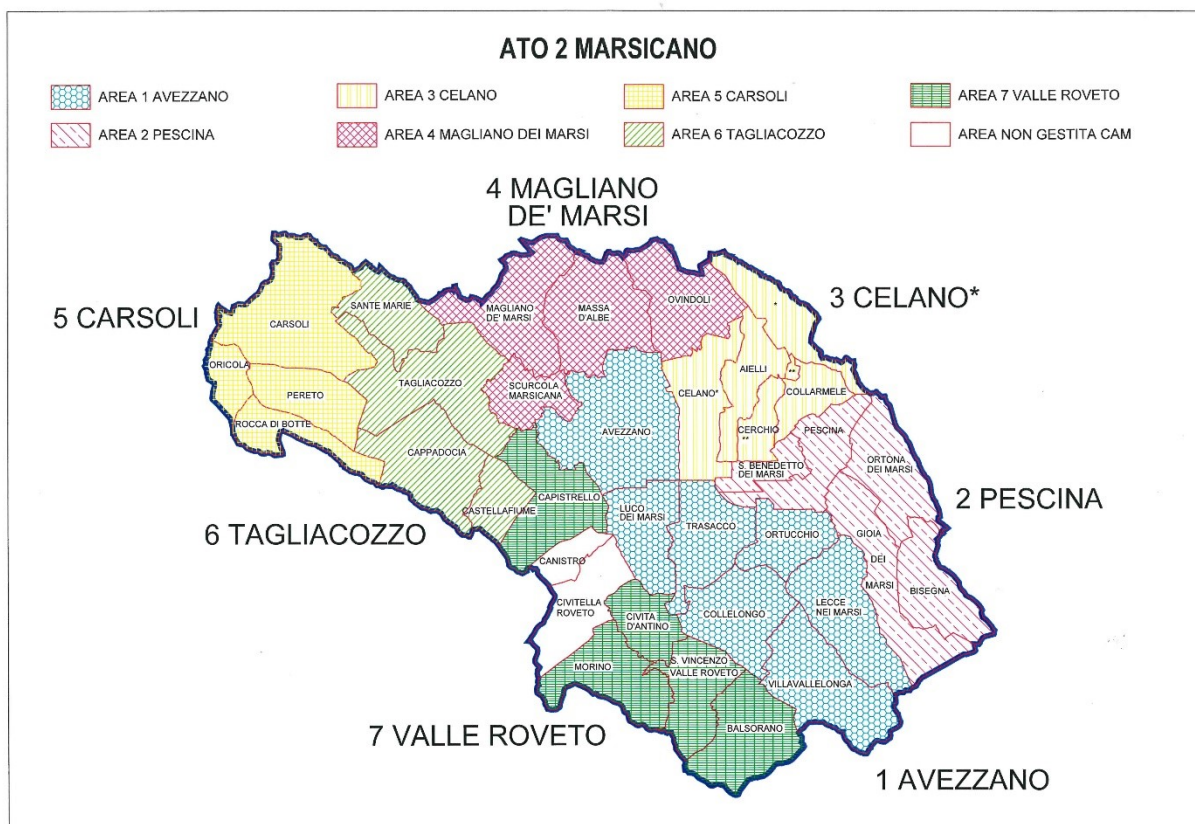 ATO 2 MARSICANO
AREA 1 AVEZZANO
AREA 3 CELANO
AREA 5 CARSOLI
AREA 7 VALLE ROVETO
AREA 2 PESCINA
AREA 4 MAGLIANO DEI MARSI
AREA 6 TAGLIACOZZO
AREA NON GESTITA CAM
4 MAGLIANO
DE' MARSI
3 CELANO*
5 CARSOLI
2 PESCINA
6 TAGLIACOZZO
7 VALLE ROVETO
1 AVEZZANO
*
SANTE MARIE
MAGLIANO
DE' MARSI
MASSA
D'ALBE
OVINDOLI
CARSOLI
ORICOLA
PERETO
ROCCA DI BOTTE
TAGLIACOZZO
SCURCOLA
MARSICANA
CELANO*
AIELLI
**
COLLARMELE
CERCHIO
**
AVEZZANO
PESCINA
S. BENEDETTO
DEI MARSI
ORTONA
DEI MARSI
CAPPADOCIA
CASTELLAFIUME
CAPISTRELLO
LUCO
DEI MARSI
TRASACCO
ORTUCCHIO
GIOIA
DEI
MARSI
BISEGNA
CANISTRO
CIVITELLA
ROVETO
CIVITA
D'ANTINO
COLLELONGO
LECCE
NEI MARSI
MORINO
S. VINCENZO
VALLE ROVETO
VILLAVALLELONGA
BALSORANO